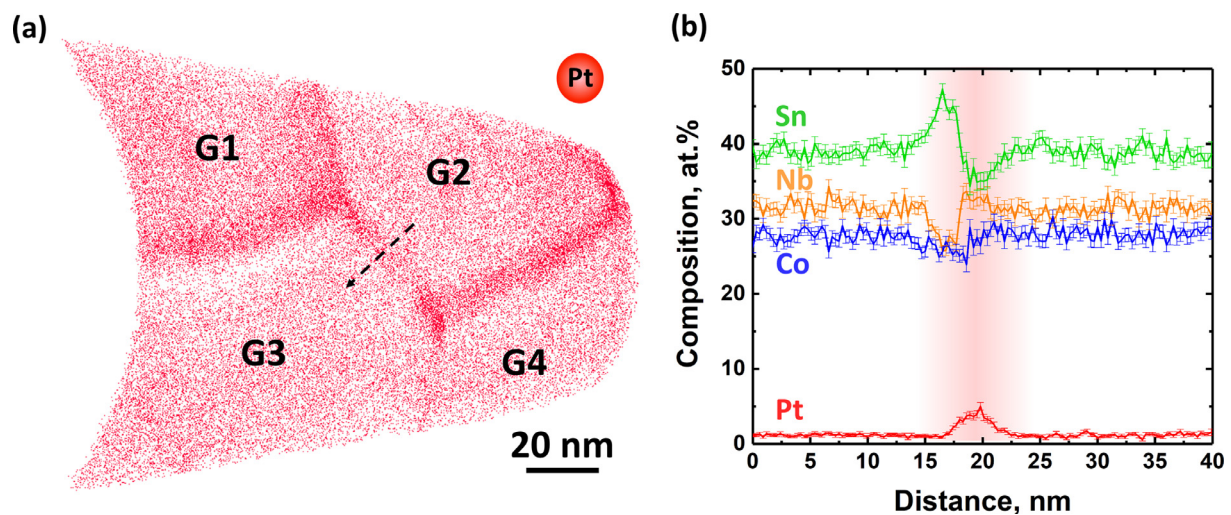 (a)
Pt
G1
G2
G3
G4
20 nm
(b)
Composition, at.%
50
40
30
20
10
0
Sn
Nb
Co
Pt
0 5 10 15 20 25 30 35 40
Distance, nm